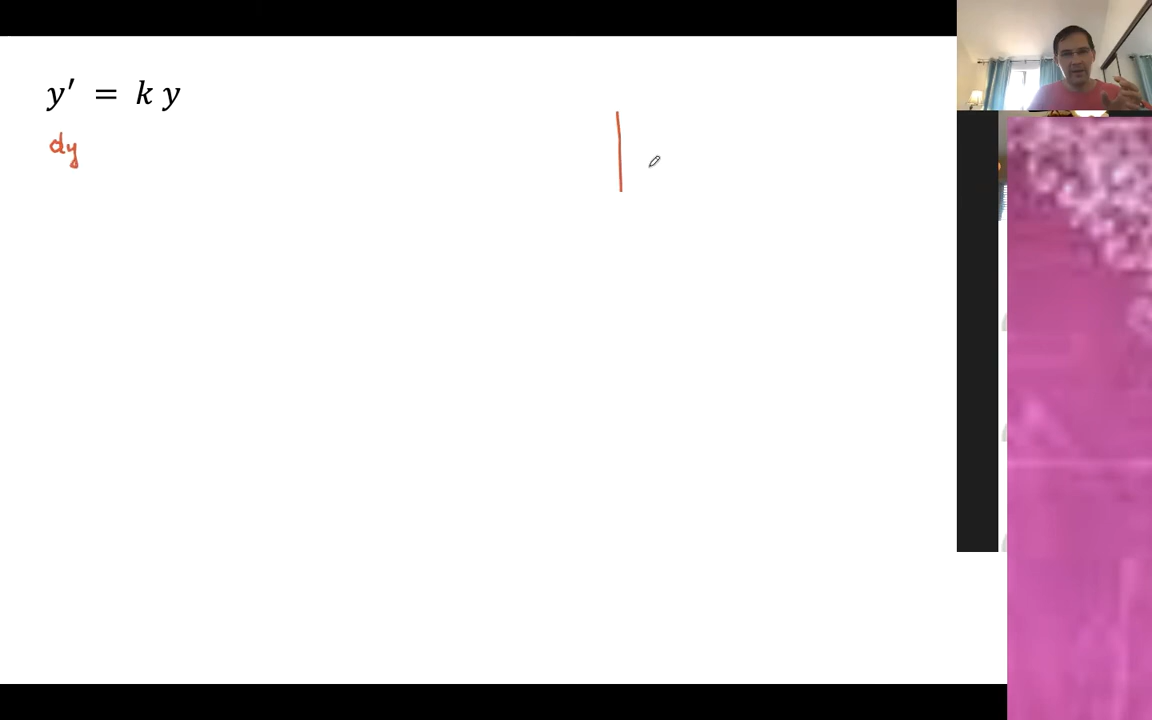 y′ = k y
dy